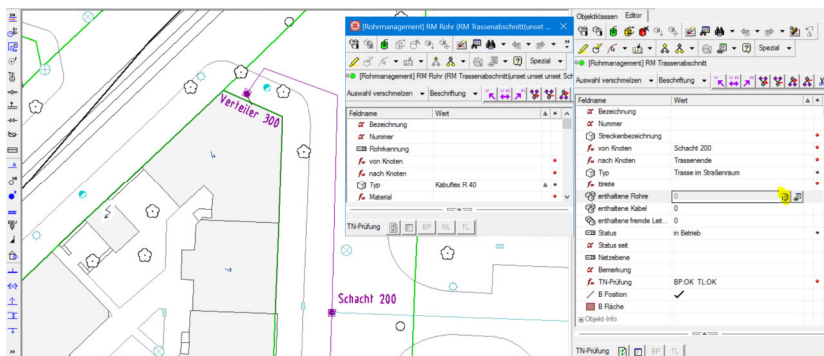 Verteiler 300
Schacht 200
[Rohrmanagement] RM Rohr (RM Trassenabschnitt(unset ...
Spezial
[Rohrmanagement] RM Rohr (RM Trassenabschnitt(unset unset unset Sch
Auswahl verschmelzen Beschriftung
Feldname Wert
Bezeichnung
Nummer
Rohrkennung
von Knoten
nach Knoten
Typ Kabuflex R 40
Material
TN-Prüfung BP NL TL
Objektklassen Editor
Spezial
[Rohrmanagement] RM Trassenabschnitt
Auswahl verschmelzen Beschriftung
Feldname Wert
Bezeichnung
Nummer
Streckenbezeichnung
von Knoten Schacht 200
nach Knoten Trassenende
Typ Trasse im Straßenraum
Breite
enthaltene Rohre 0
enthaltene Kabel 0
enthaltene fremde Leit... 0
Status in Betrieb
Status seit
Netzebene
Bemerkung
TN-Prüfung BP:OK TL:OK
B Position
B Fläche
Objekt-Info
TN-Prüfung BP TL